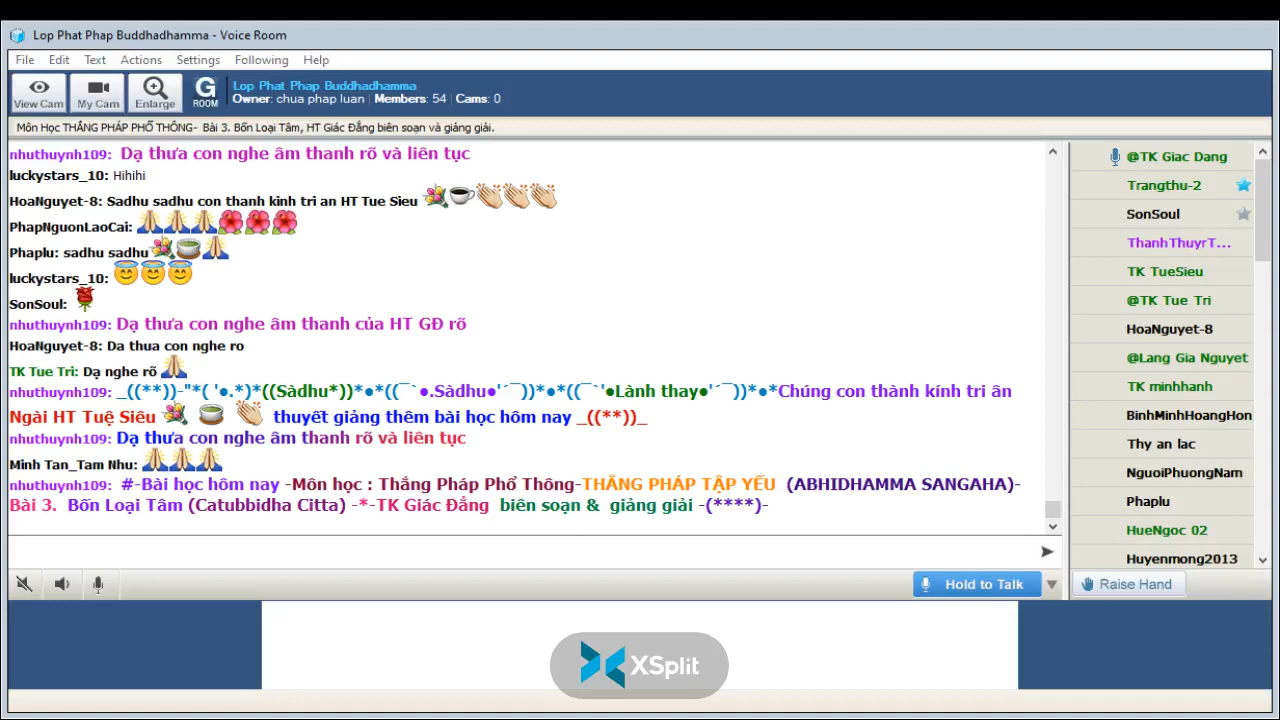 Lop Phat Phap Buddhadhamma - Voice Room
File Edit Text Actions Settings Following Help
View Cam My Cam Enlarge G ROOM
Lop Phat Phap Buddhadhamma
Owner: chua phap luan | Members: 54 | Cams: 0
Môn Học THẮNG PHÁP PHỔ THÔNG- Bài 3. Bốn Loại Tâm, HT Giác Đẳng biên soạn và giảng giải.
nhuthuynh109: Dạ thưa con nghe âm thanh rõ và liên tục
luckystars_10: Hihihi
HoaNguyet-8: Sadhu sadhu con thanh kinh tri an HT Tue Sieu
PhapNguonLaoCai:
Phaplu: sadhu sadhu
luckystars_10:
SonSoul:
nhuthuynh109: Dạ thưa con nghe âm thanh của HT GĐ rõ
HoaNguyet-8: Da thua con nghe ro
TK Tue Tri: Dạ nghe rõ
nhuthuynh109: _((**))-"*( '●.*)*((Sàdhu*))*●*((¯`●.Sàdhu●'´¯))*●*((¯`'●Lành thay●'´¯))*●*Chúng con thành kính tri ân
Ngài HT Tuệ Siêu thuyết giảng thêm bài học hôm nay _((**))_
nhuthuynh109: Dạ thưa con nghe âm thanh rõ và liên tục
Minh Tan_Tam Nhu:
nhuthuynh109: #-Bài học hôm nay -Môn học : Thắng Pháp Phổ Thông-THẮNG PHÁP TẬP YẾU (ABHIDHAMMA SANGAHA)-
Bài 3. Bốn Loại Tâm (Catubbidha Citta) -*-TK Giác Đẳng biên soạn & giảng giải -(****)-
Hold to Talk
@TK Giac Dang
Trangthu-2
SonSoul
ThanhThuyrT...
TK TueSieu
@TK Tue Tri
HoaNguyet-8
@Lang Gia Nguyet
TK minhhanh
BinhMinhHoangHon
Thy an lac
NguoiPhuongNam
Phaplu
HueNgoc 02
Huyenmong2013
Raise Hand
XSplit